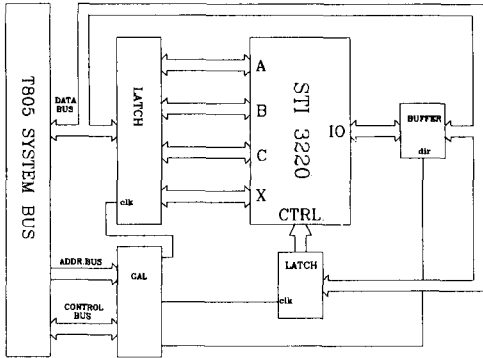 T805 SYSTEM BUS
DATA
BUS
LATCH
clk
A
B
C
X
STI 3220
IO
CTRL
BUFFER
dir
ADDR.BUS
CONTROL
BUS
GAL
LATCH
clk